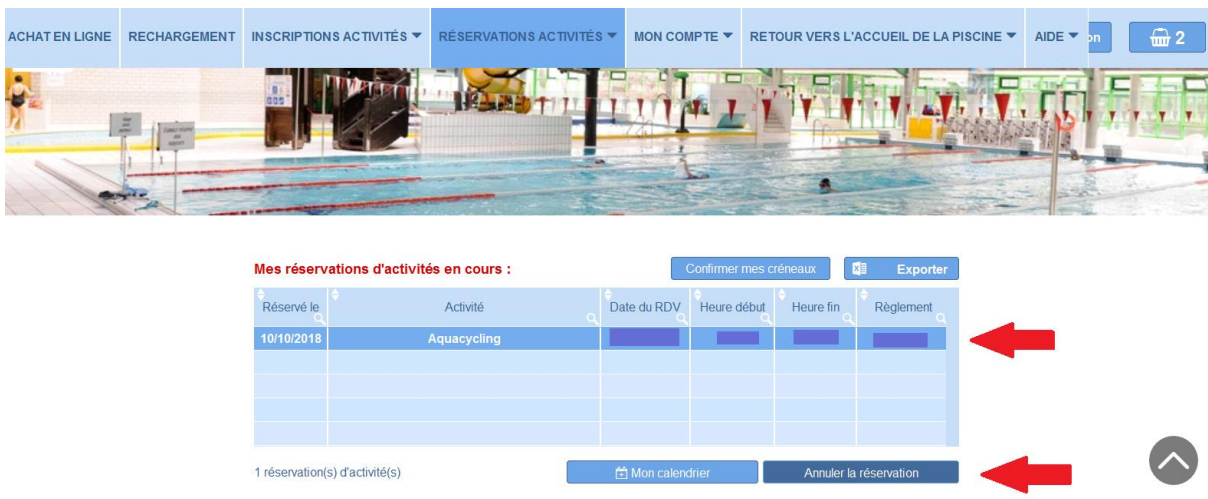 ACHAT EN LIGNE RECHARGEMENT INSCRIPTIONS ACTIVITÉS RÉSERVATIONS ACTIVITÉS MON COMPTE RETOUR VERS L'ACCUEIL DE LA PISCINE AIDE on 2
Mes réservations d'activités en cours : Confirmer mes créneaux Exporter
Réservé le Activité Date du RDV Heure début Heure fin Règlement
10/10/2018 Aquacycling
1 réservation(s) d'activité(s) Mon calendrier Annuler la réservation